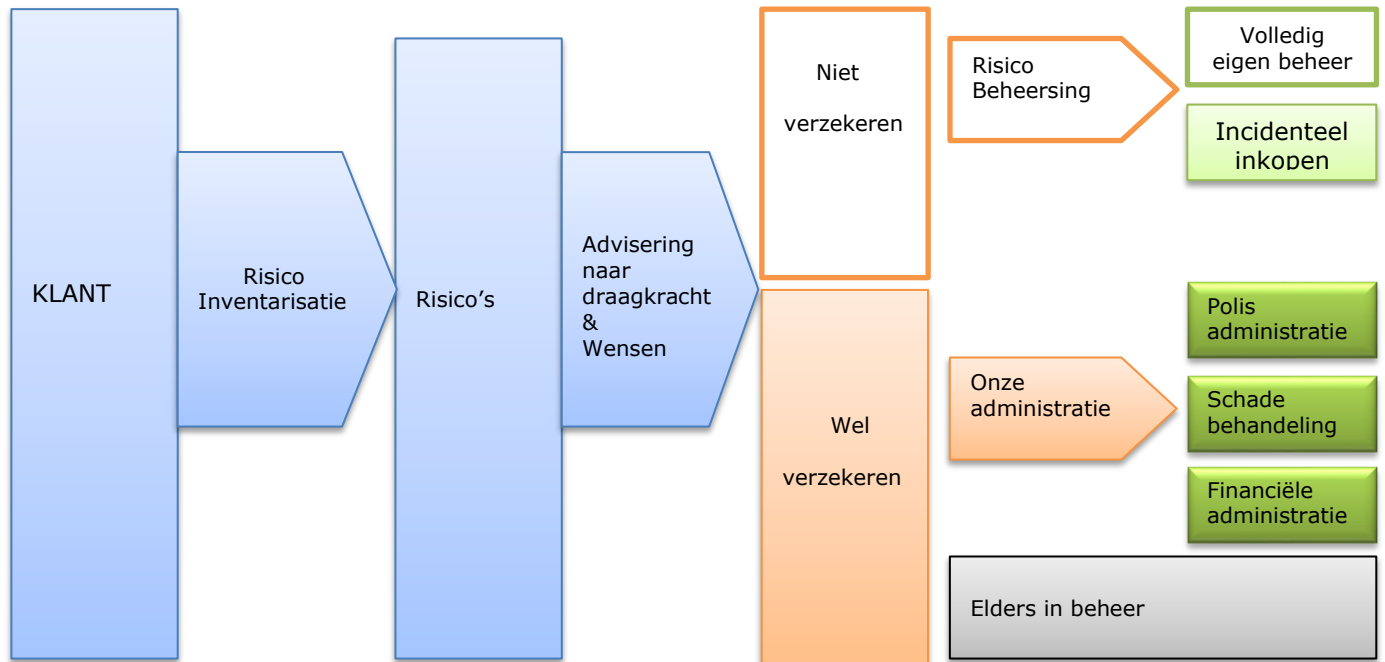 KLANT
Risico
Inventarisatie
Risico's
Advisering
naar
draagkracht
&
Wensen
Niet
verzekeren
Risico
Beheersing
Volledig
eigen beheer
Incidenteel
inkopen
Wel
verzekeren
Onze
administratie
Polis
administratie
Schade
behandeling
Financiële
administratie
Elders in beheer